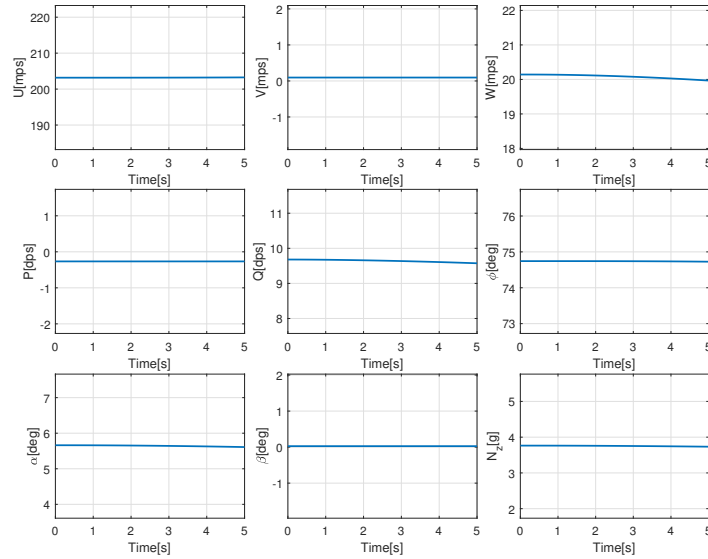 220
210
200
190
U[mps]
0 1 2 3 4 5
Time[s]
2
1
0
-1
V[mps]
0 1 2 3 4 5
Time[s]
22
21
20
19
18
W[mps]
0 1 2 3 4 5
Time[s]
1
0
-1
-2
P[dps]
0 1 2 3 4 5
Time[s]
11
10
9
8
Q[dps]
0 1 2 3 4 5
Time[s]
76
75
74
73
ϕ[deg]
0 1 2 3 4 5
Time[s]
7
6
5
4
α[deg]
0 1 2 3 4 5
Time[s]
2
1
0
-1
β[deg]
0 1 2 3 4 5
Time[s]
5
4
3
2
N_z[g]
0 1 2 3 4 5
Time[s]